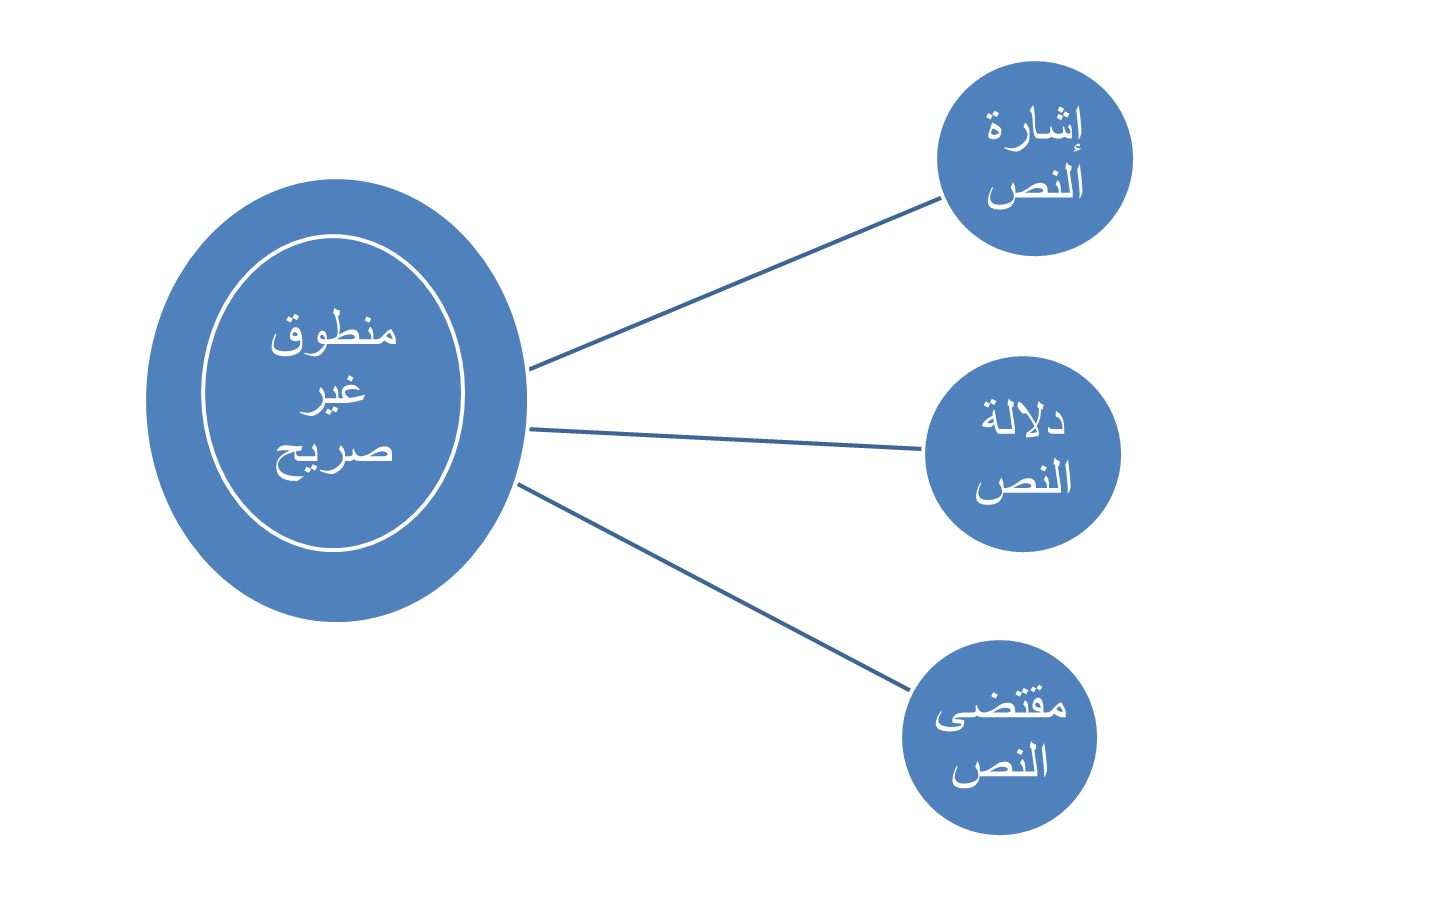 منطوق
غير
صريح
إشارة
النص
دلالة
النص
مقتضى
النص